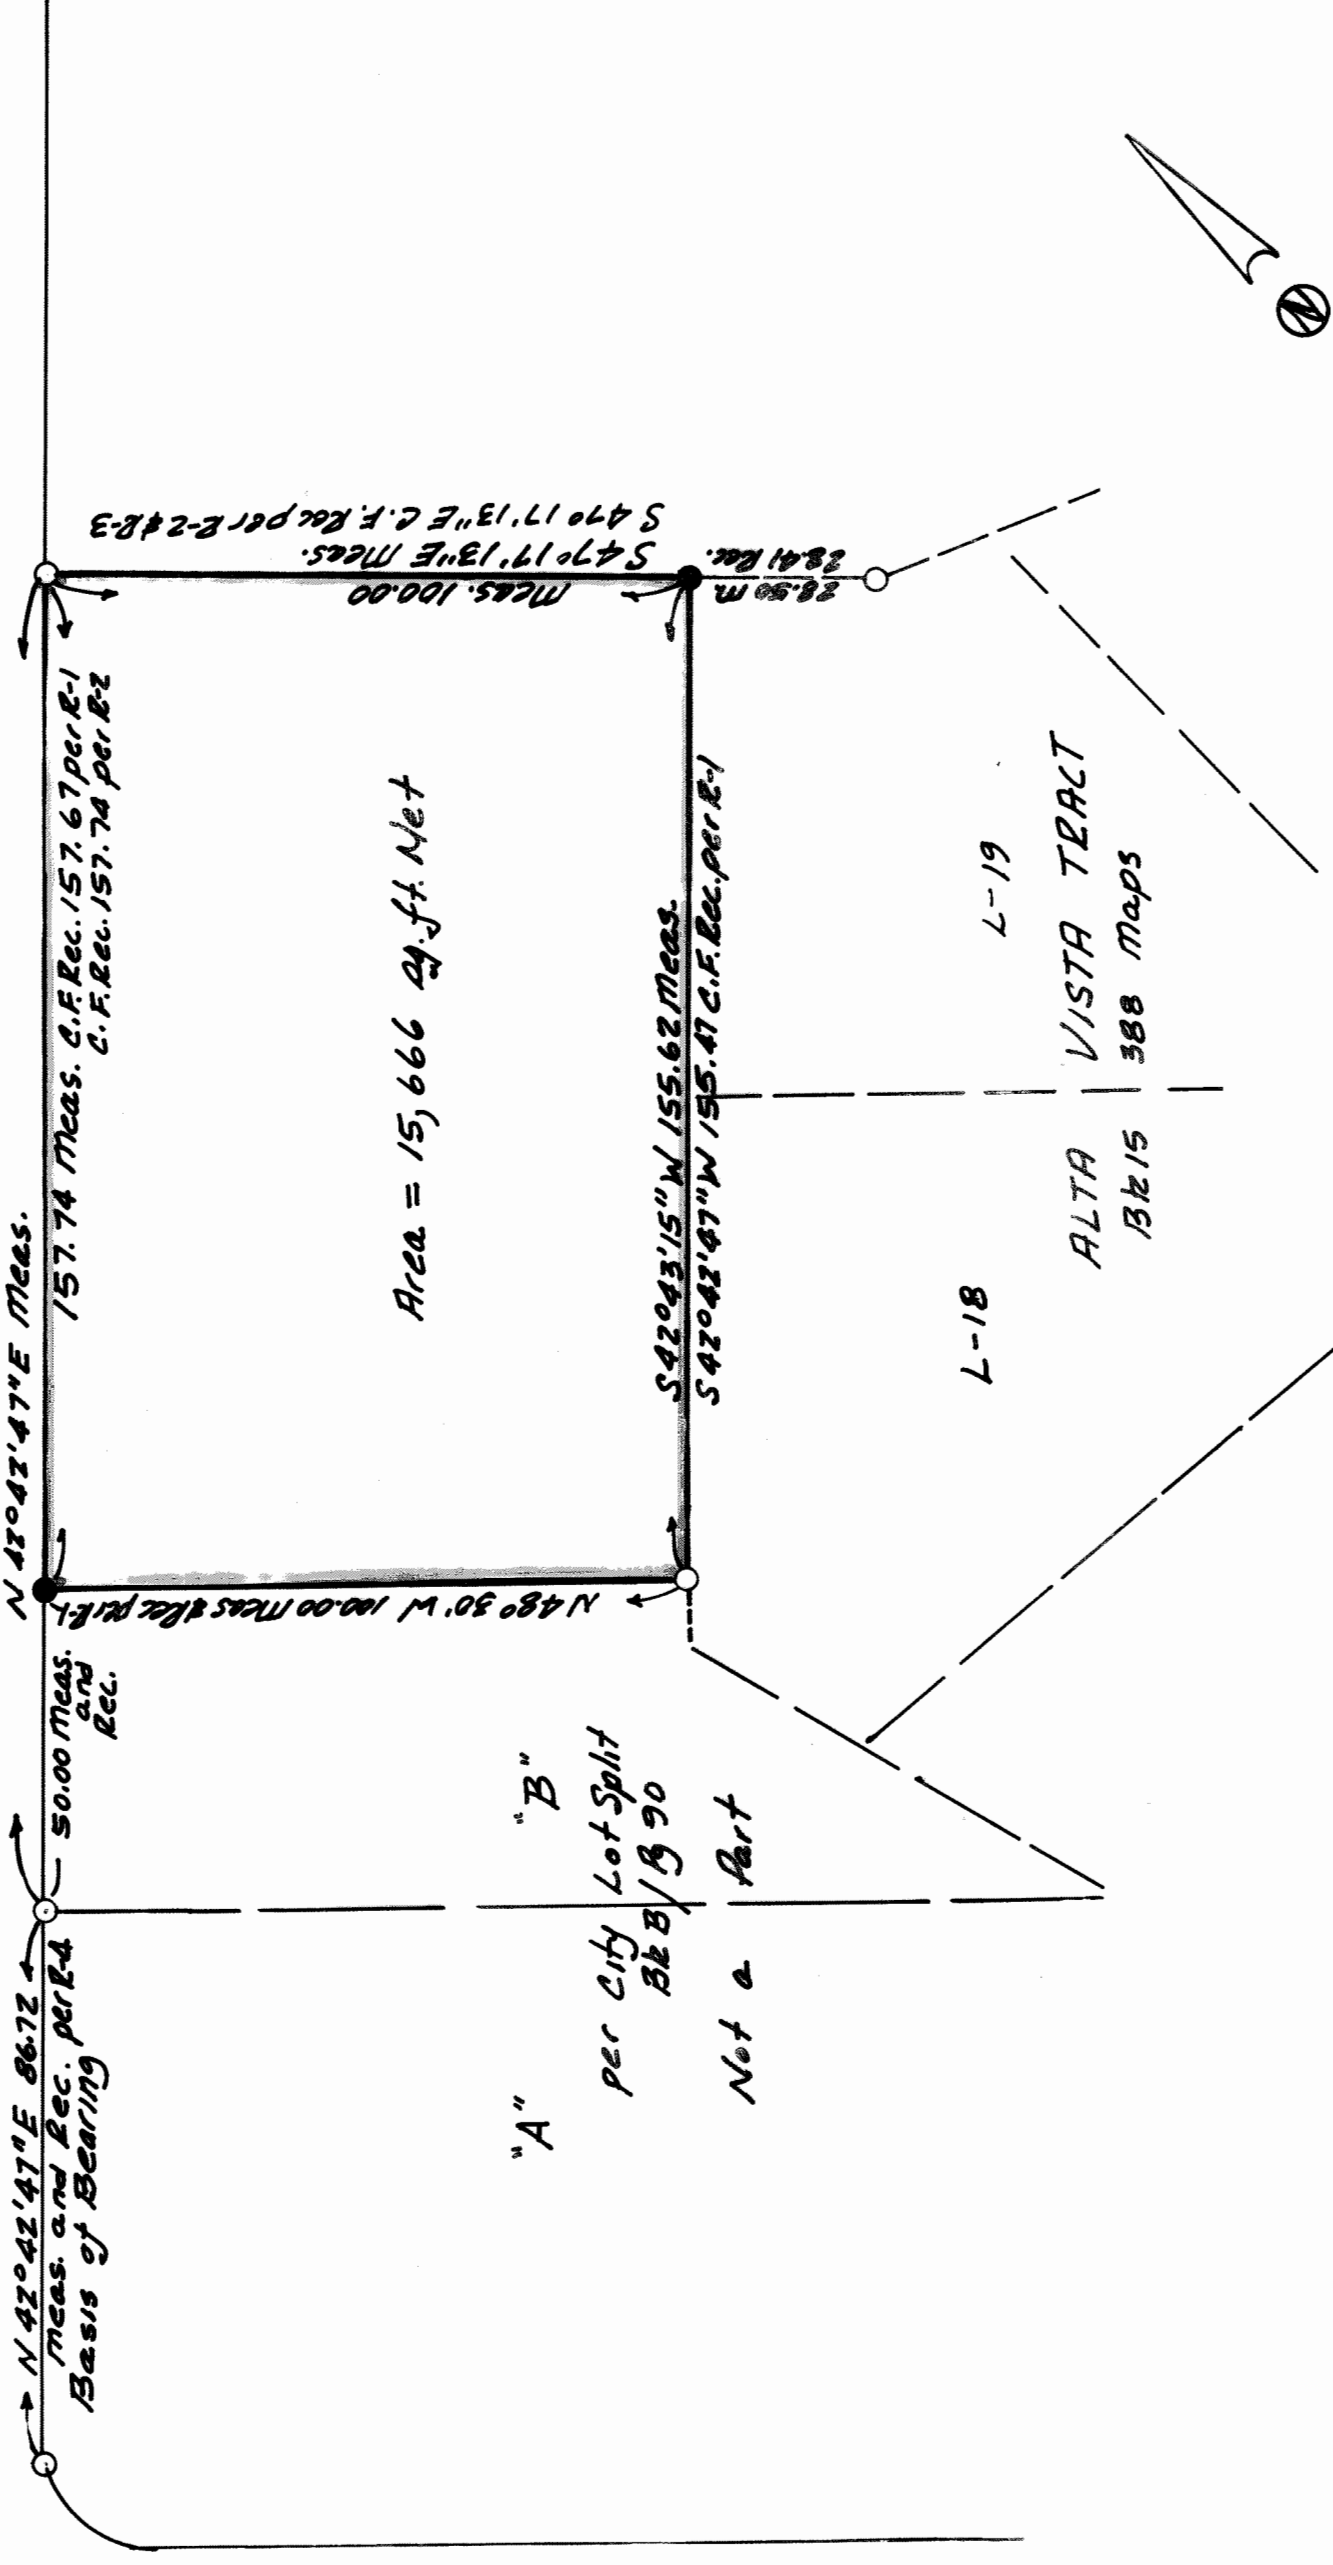 N 42° 42' 47" E 86.72
meas. and Rec. per R-4
Basis of Bearing
50.00 meas.
and
Rec.
N 42° 42' 47" E Meas.
157.74 Meas. C.F. Rec. 157.67 per R-1
C.F. Rec. 157.74 per R-2
S 47° 17' 13" E C.F. Rec per R-2 & R-3
S 47° 17' 13" E Meas.
Meas. 100.00
28.41 Rec.
28.50 m
N 48° 30' W 100.00 Meas & Rec per R-1
Area = 15,666 sq. ft. Net
S 42° 43' 15" W 155.62 Meas.
S 42° 42' 47" W 155.47 C.F. Rec. per R-1
"A" "B"
per City Lot Split
Bk B / Pg 90
Not a Part
L-18 L-19
ALTA VISTA TRACT
Bk 15 388 Maps
N